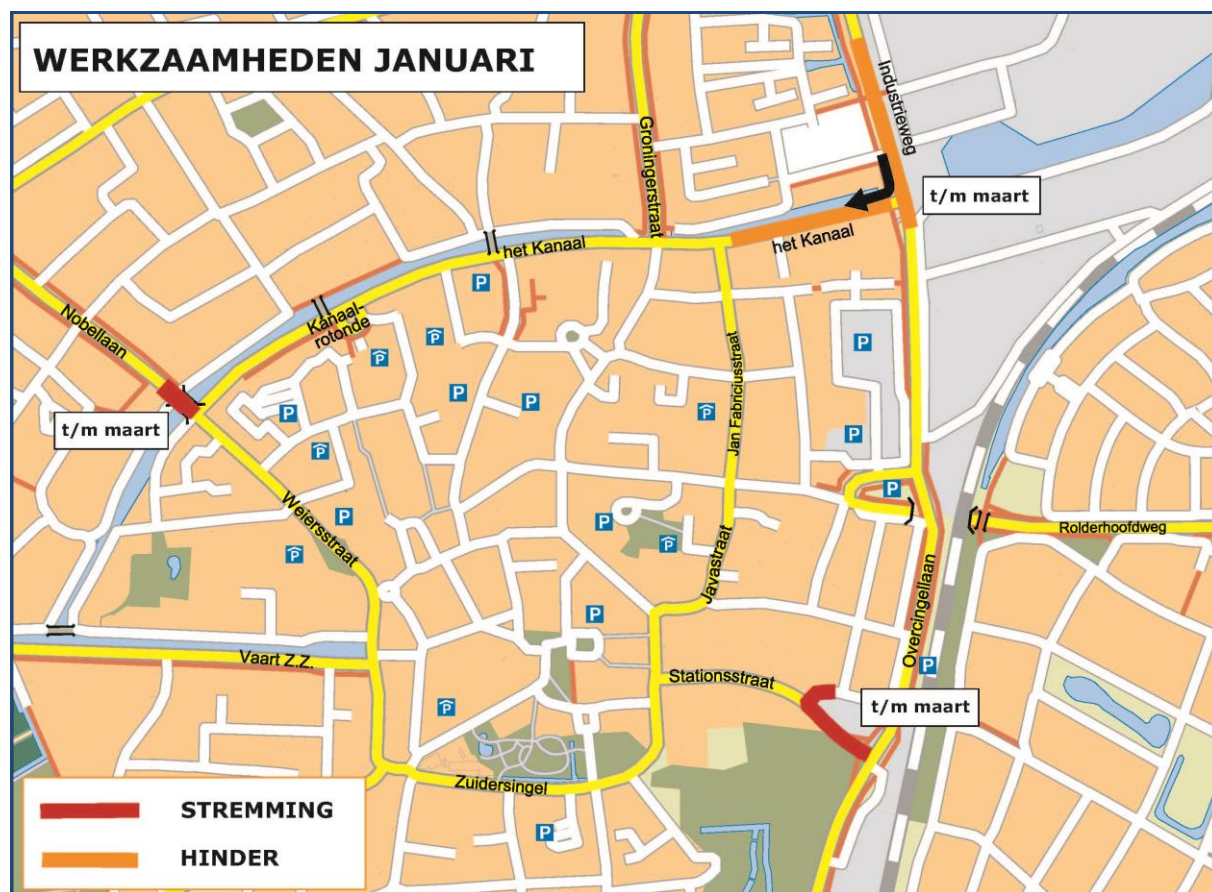 WERKZAAMHEDEN JANUARI
Industrieweg
Groningerstraat
t/m maart
het Kanaal
het Kanaal
P
Kanaal-
rotonde
Nobellaan
P
P
P
P
P
P
P
t/m maart
Jan Fabriciusstraat
P
P
P
P
Weiersstraat
P
P
P
Rolderhoofdweg
P
Javastraat
Overcingellaan
P
Vaart Z.Z.
P
Stationsstraat
t/m maart
P
Zuidersingel
STREMMING
P
HINDER